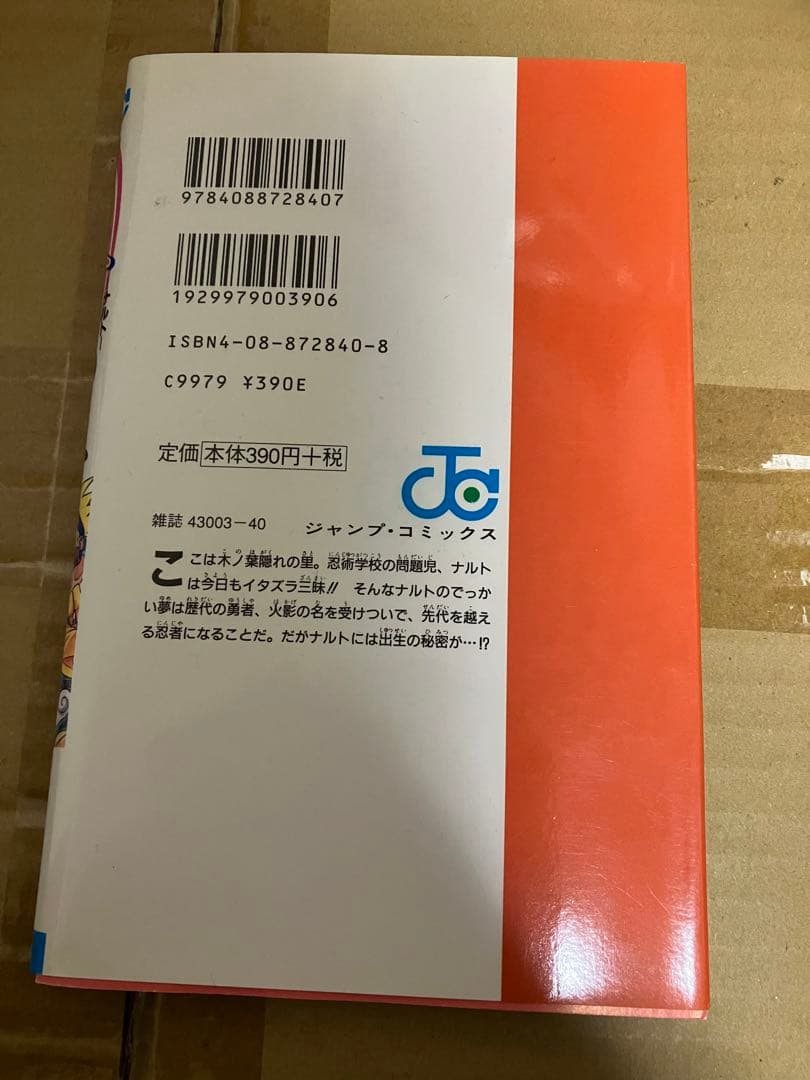 9784088728407
1929979003906
ISBN4-08-872840-8
C9979 ¥390E
定価 本体390円+税
雑誌 43003-40
ジャンプ・コミックス
ここは木ノ葉隠れの里。忍術学校の問題児、ナルト
は今日もイタズラ三昧!! そんなナルトのでっか
い夢は歴代の勇者、火影の名を受けついで、先代を越え
る忍者になることだ。だがナルトには出生の秘密が…!?